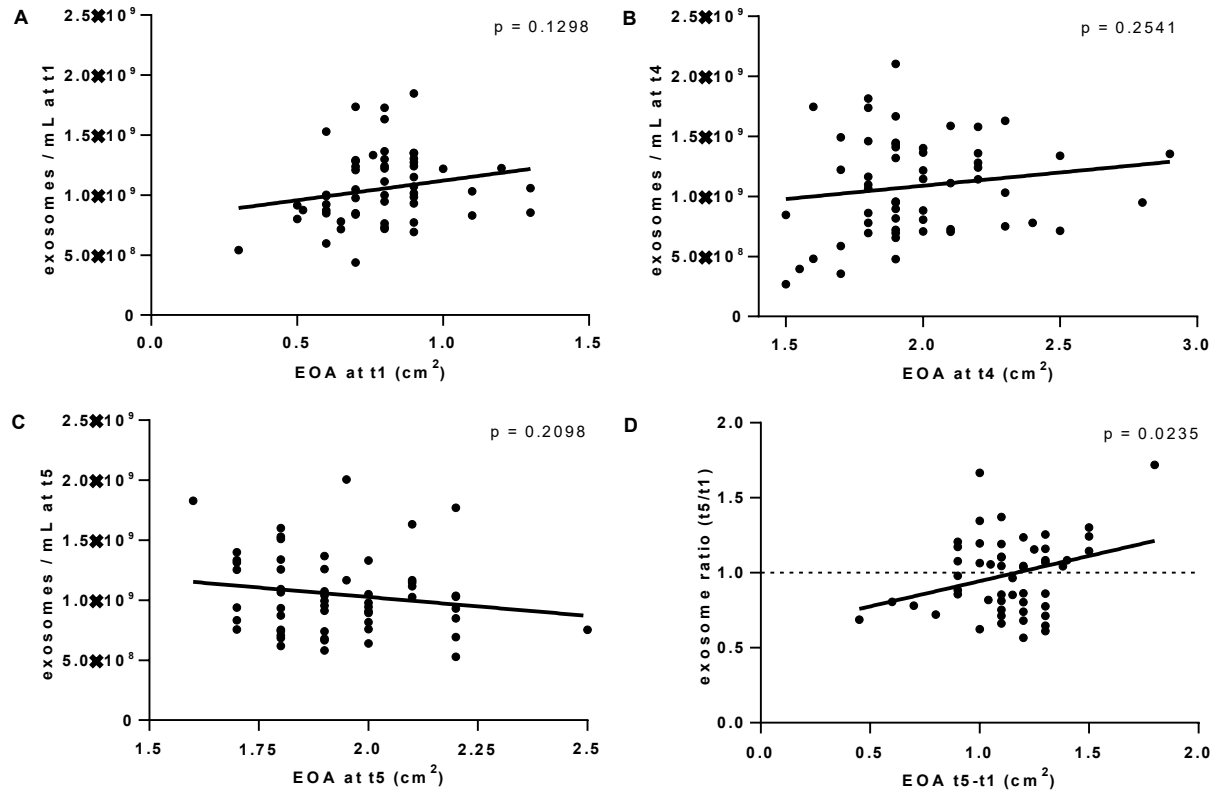 A
p = 0.1298
exosomes / mL at t1
2.5✖10⁹
2.0✖10⁹
1.5✖10⁹
1.0✖10⁹
5.0✖10⁸
0
0.0 0.5 1.0 1.5
EOA at t1 (cm²)
B
p = 0.2541
exosomes / mL at t4
2.5✖10⁹
2.0✖10⁹
1.5✖10⁹
1.0✖10⁹
5.0✖10⁸
0
1.5 2.0 2.5 3.0
EOA at t4 (cm²)
C
p = 0.2098
exosomes / mL at t5
2.5✖10⁹
2.0✖10⁹
1.5✖10⁹
1.0✖10⁹
5.0✖10⁸
0
1.5 1.75 2.0 2.25 2.5
EOA at t5 (cm²)
D
p = 0.0235
exosome ratio (t5/t1)
2.0
1.5
1.0
0.5
0.0
0.0 0.5 1.0 1.5 2.0
EOA t5-t1 (cm²)